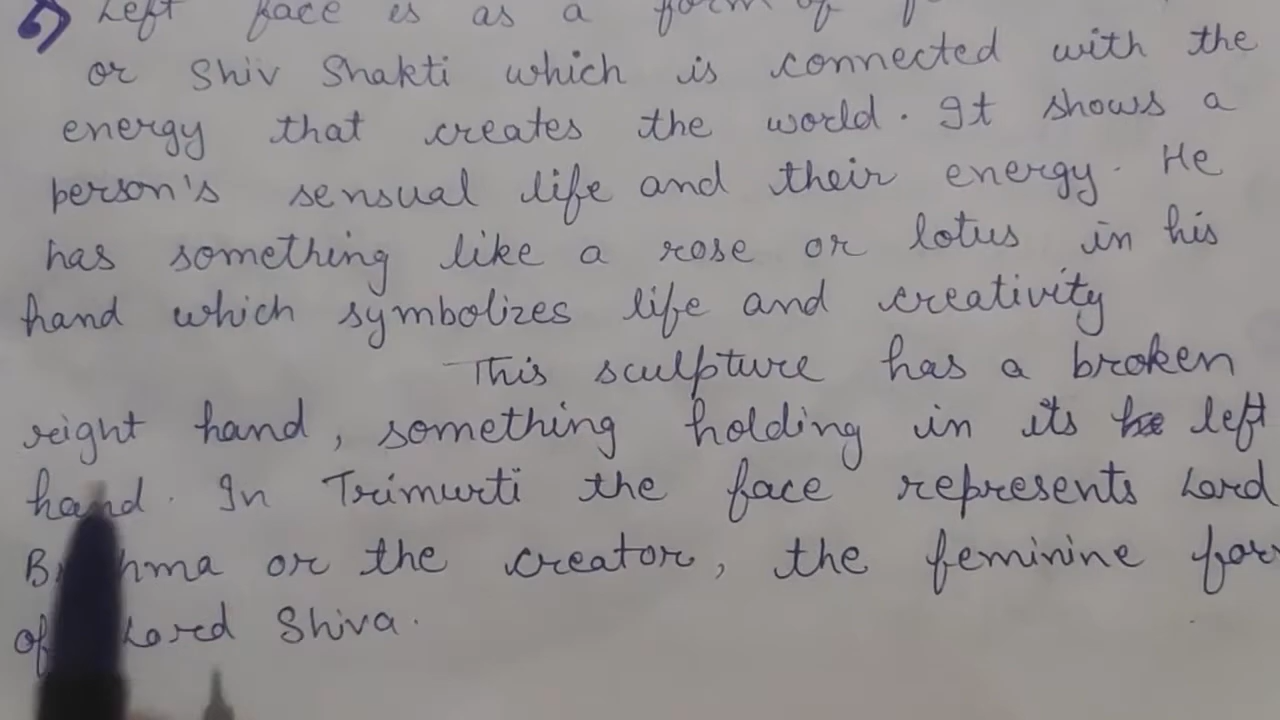 Left face is as a form of
or Shiv Shakti which is connected with the
energy that creates the world. It shows a
person's sensual life and their energy. He
has something like a rose or lotus in his
hand which symbolizes life and creativity
This sculpture has a broken
right hand, something holding in its left
hand. In Trimurti the face represents Lord
or the creator, the feminine
of Lord Shiva.